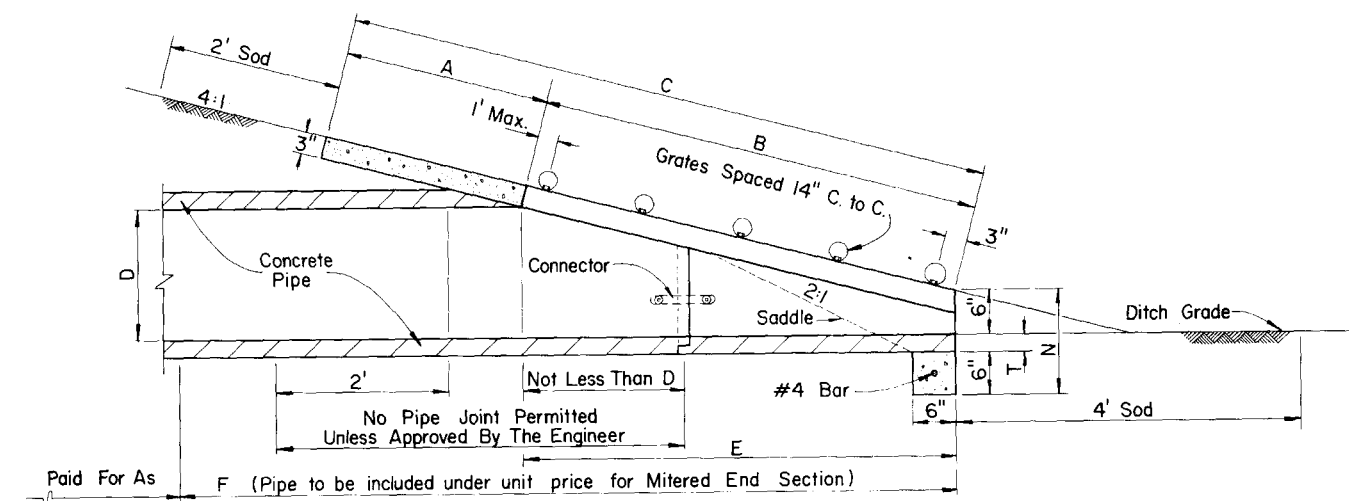 2' Sod
4:1
3"
A
C
1' Max.
B
Grates Spaced 14" C. to C.
3"
D
Concrete
Pipe
Connector
2:1
Saddle
6"
N
Ditch Grade
2'
Not Less Than D
#4 Bar
6"
T
6"
4' Sod
No Pipe Joint Permitted
Unless Approved By The Engineer
E
Paid For As
F (Pipe to be included under unit price for Mitered End Section)